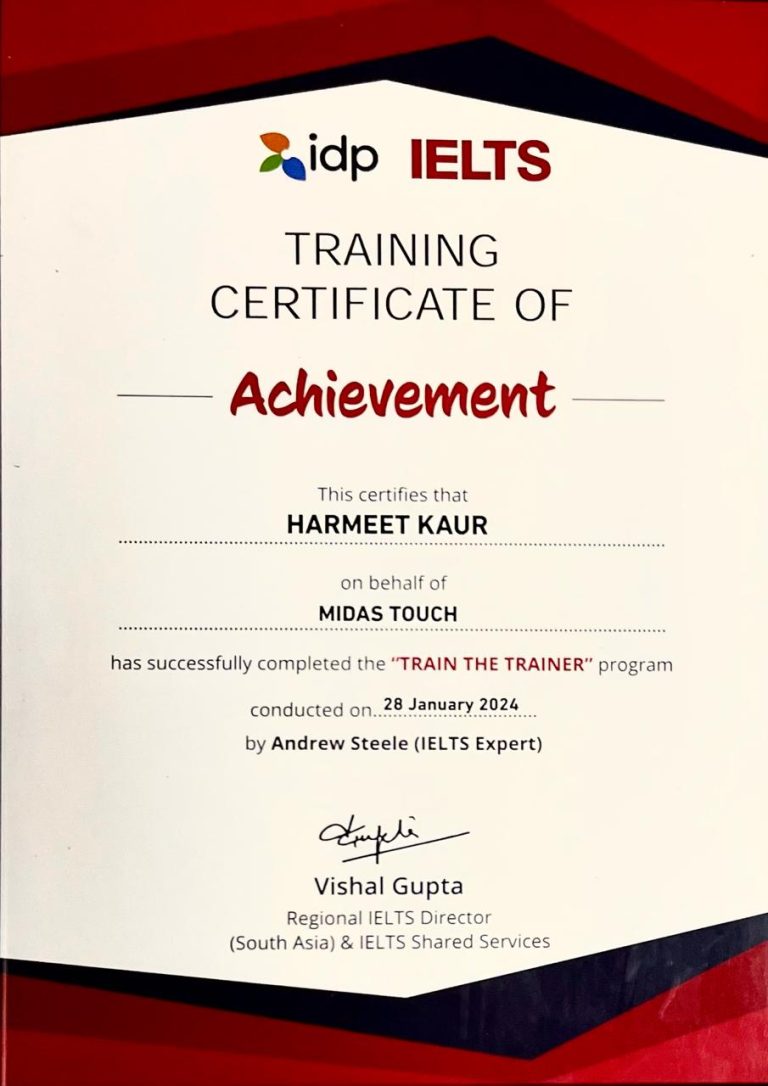 idp IELTS
TRAINING
CERTIFICATE OF
Achievement
This certifies that
HARMEET KAUR
on behalf of
MIDAS TOUCH
has successfully completed the "TRAIN THE TRAINER" program
conducted on 28 January 2024
by Andrew Steele (IELTS Expert)
Vishal Gupta
Regional IELTS Director
(South Asia) & IELTS Shared Services